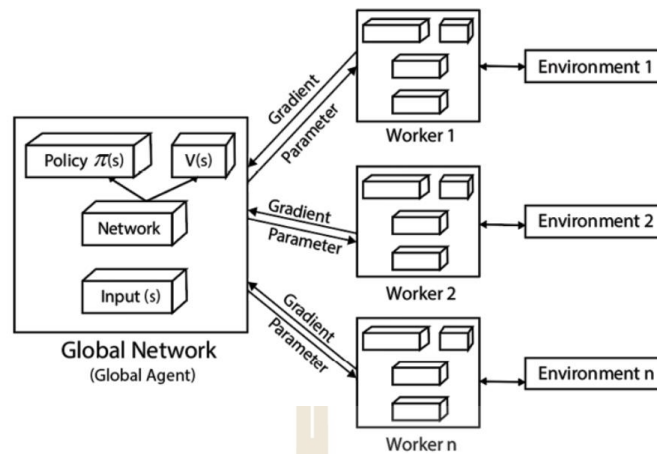 Gradient
Parameter
Worker 1
Environment 1
Policy π(s)
V(s)
Network
Input (s)
Global Network
(Global Agent)
Gradient
Parameter
Worker 2
Environment 2
Gradient
Parameter
Worker n
Environment n